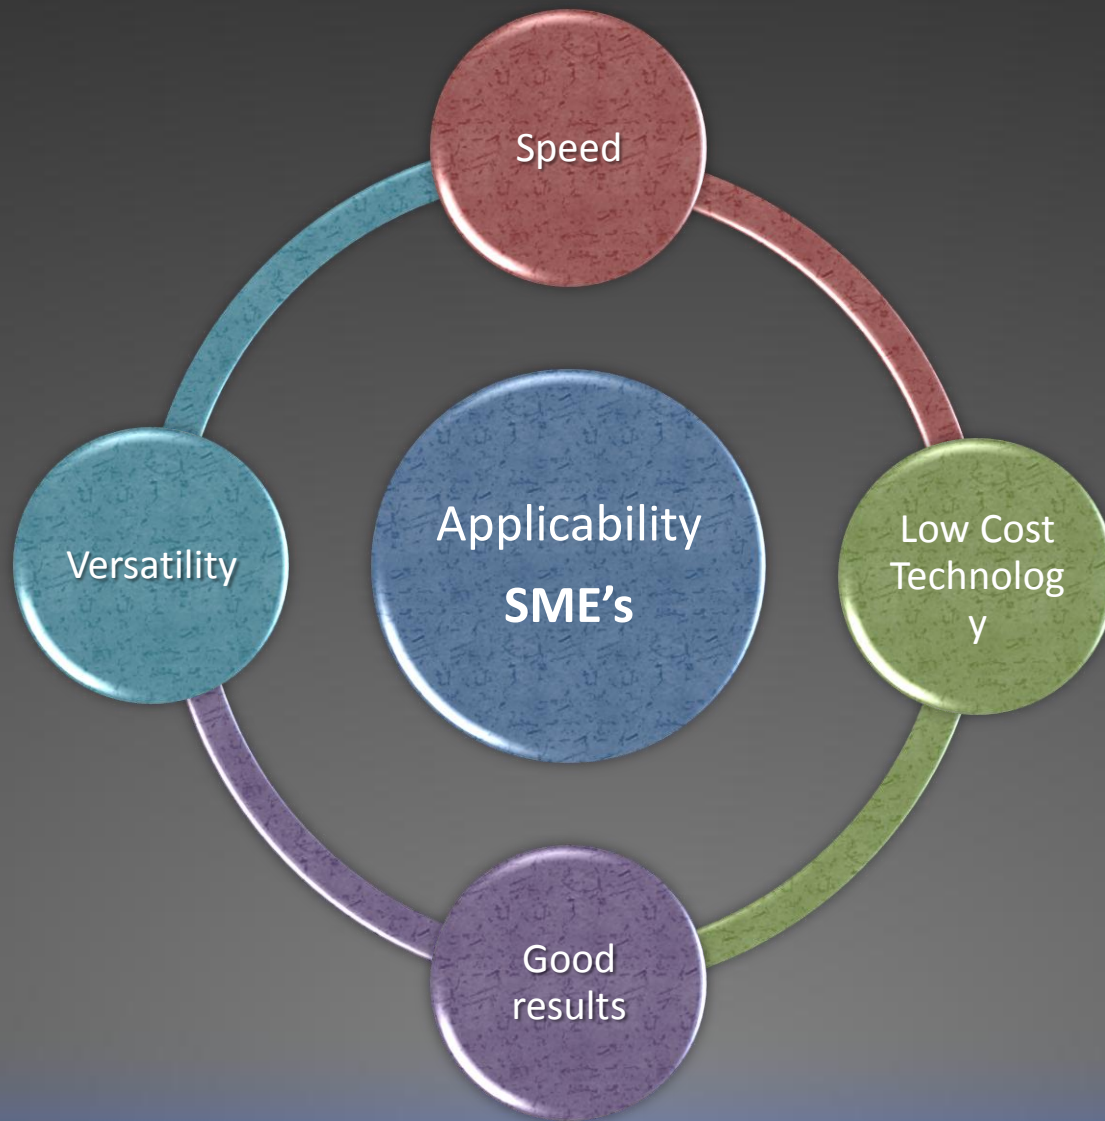 Speed
Versatility
Applicability
SME’s
Low Cost
Technolog
y
Good
results